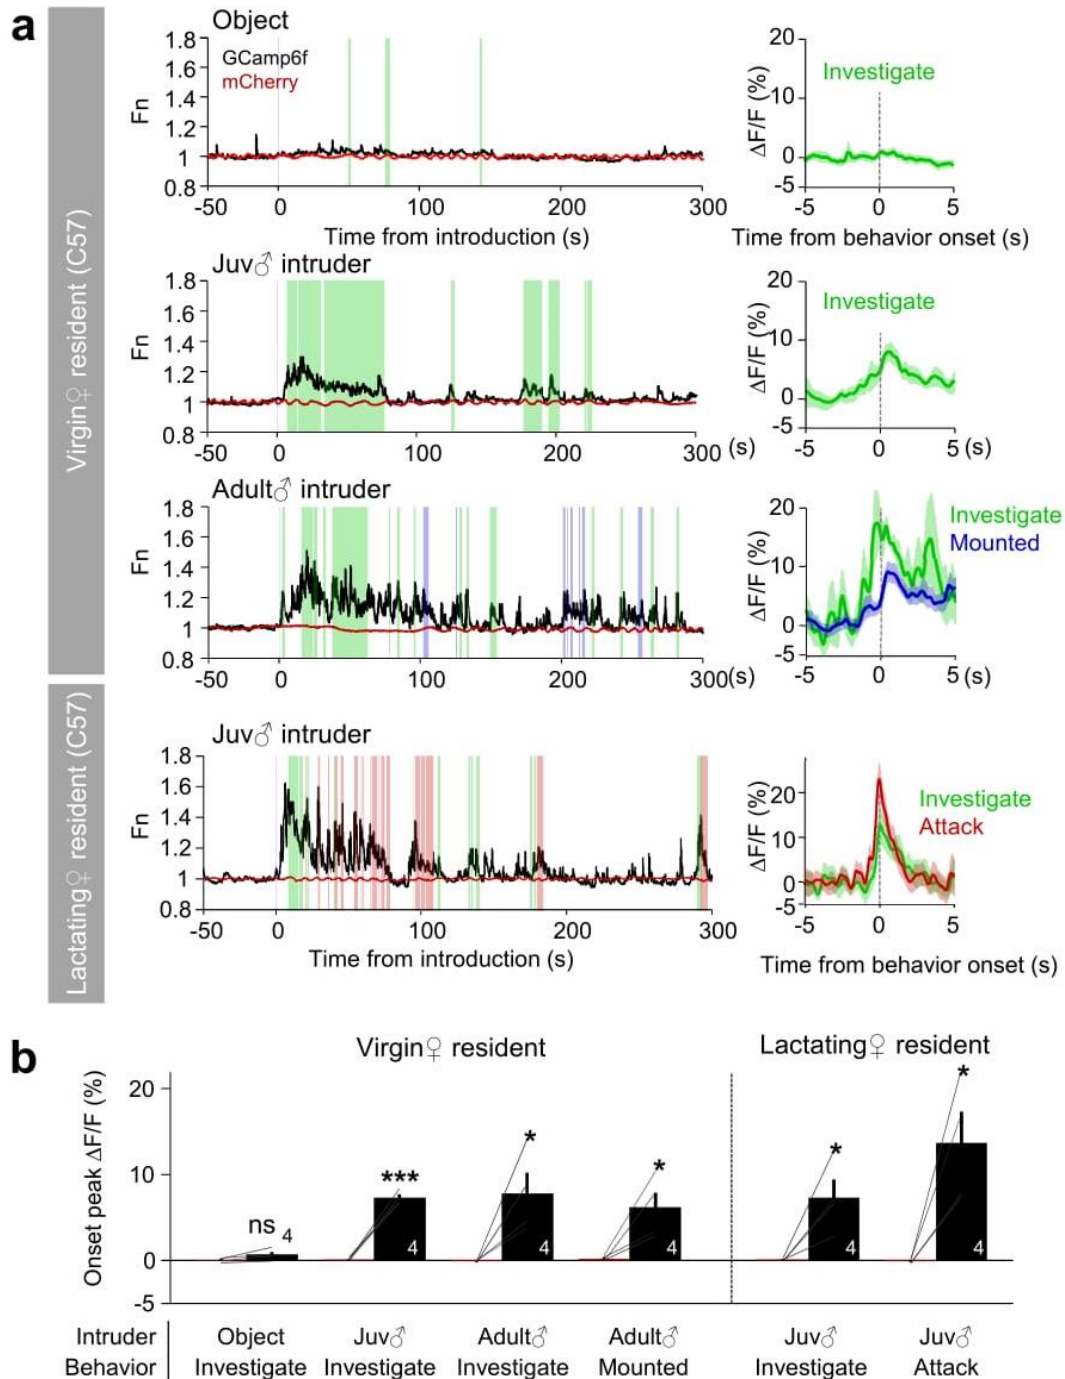 a
Virgin♀ resident (C57)
Lactating♀ resident (C57)
Object
GCamp6f
mCherry
Fn
1.8
1.6
1.4
1.2
1
0.8
-50 0 100 200 300
Time from introduction (s)
Investigate
ΔF/F (%)
20
10
0
-5
-5 0 5
Time from behavior onset (s)
Juv♂ intruder
Fn
1.8
1.6
1.4
1.2
1
0.8
-50 0 100 200 300 (s)
Investigate
ΔF/F (%)
20
10
0
-5
-5 0 5 (s)
Adult♂ intruder
Fn
1.8
1.6
1.4
1.2
1
0.8
-50 0 100 200 300(s)
Investigate
Mounted
ΔF/F (%)
20
10
0
-5
-5 0 5 (s)
Juv♂ intruder
Fn
1.8
1.6
1.4
1.2
1
0.8
-50 0 100 200 300
Time from introduction (s)
Investigate
Attack
ΔF/F (%)
20
10
0
-5
-5 0 5
Time from behavior onset (s)
b
Virgin♀ resident Lactating♀ resident
Onset peak ΔF/F (%)
20
10
0
-5
ns *** * * * *
4 4 4 4 4 4
Intruder Object Juv♂ Adult♂ Adult♂ Juv♂ Juv♂
Behavior Investigate Investigate Investigate Mounted Investigate Attack